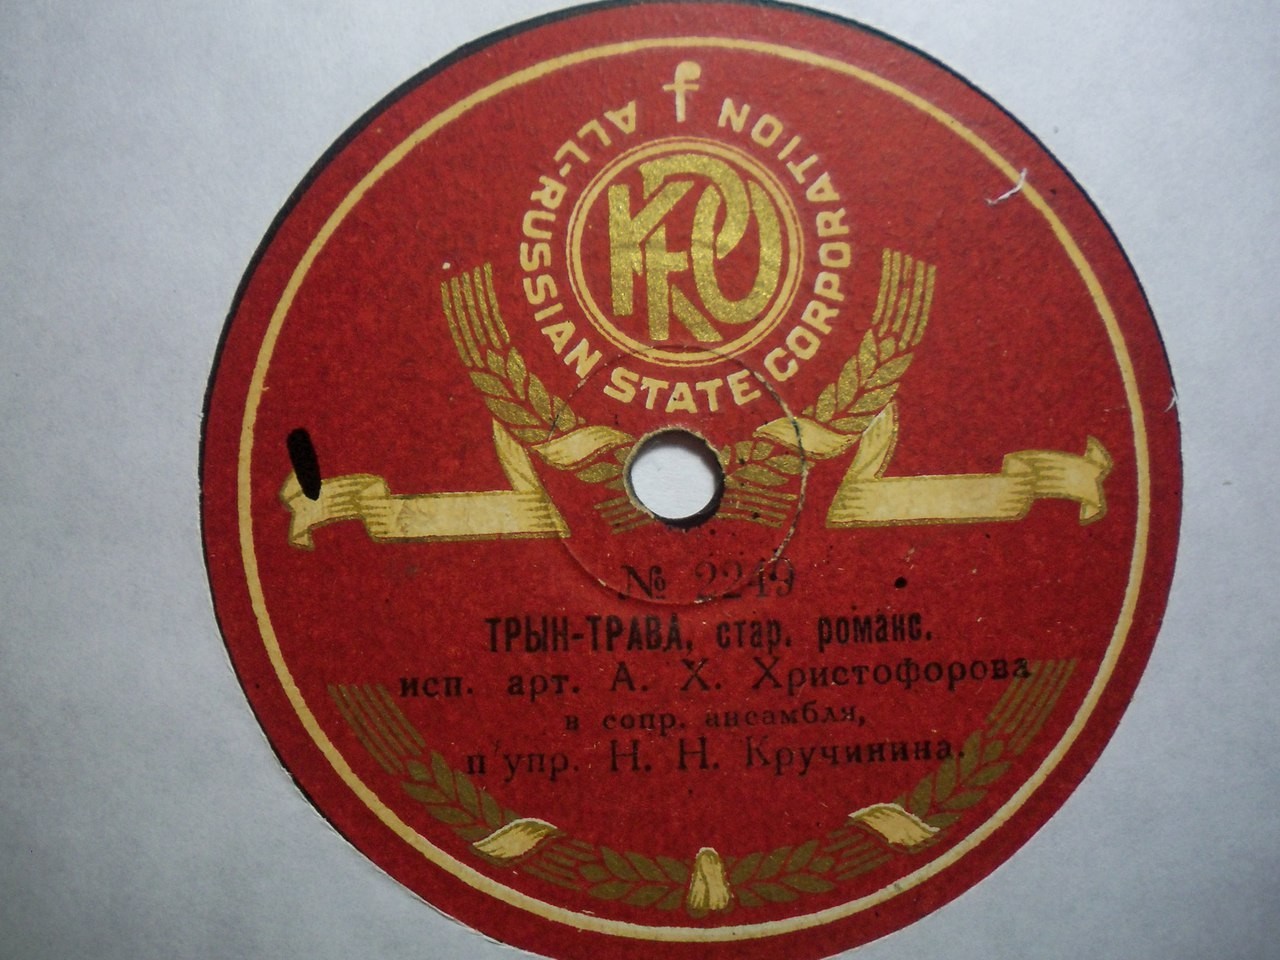 ALL-RUSSIAN STATE CORPORATION
№ 2249
ТРЫН-ТРАВА, стар. романс.
исп. арт. А. Х. Христофорова
в сопр. ансамбля,
п'упр. Н. Н. Кручинина.